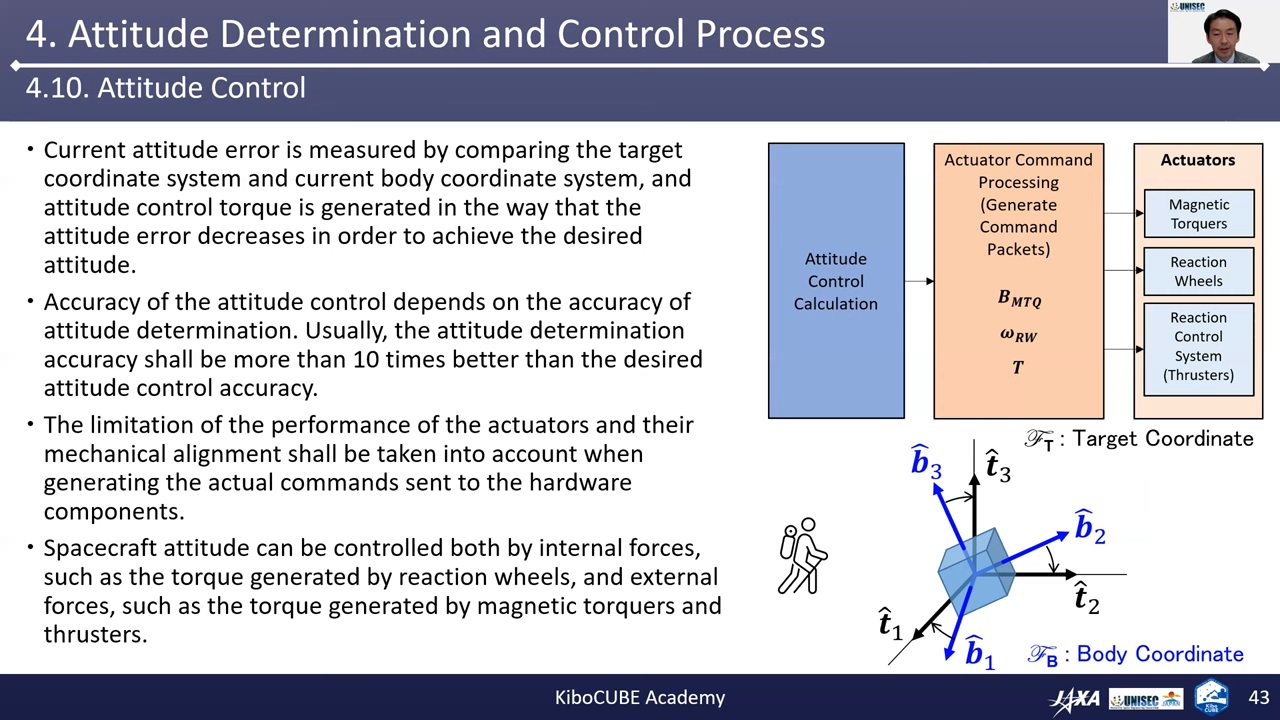 4. Attitude Determination and Control Process
UNISEC
4.10. Attitude Control
• Current attitude error is measured by comparing the target
coordinate system and current body coordinate system, and
attitude control torque is generated in the way that the
attitude error decreases in order to achieve the desired
attitude.
• Accuracy of the attitude control depends on the accuracy of
attitude determination. Usually, the attitude determination
accuracy shall be more than 10 times better than the desired
attitude control accuracy.
• The limitation of the performance of the actuators and their
mechanical alignment shall be taken into account when
generating the actual commands sent to the hardware
components.
• Spacecraft attitude can be controlled both by internal forces,
such as the torque generated by reaction wheels, and external
forces, such as the torque generated by magnetic torquers and
thrusters.
Attitude
Control
Calculation
Actuator Command
Processing
(Generate
Command
Packets)
B_MTQ
ω_RW
T
Actuators
Magnetic
Torquers
Reaction
Wheels
Reaction
Control
System
(Thrusters)
ℱ_T : Target Coordinate
b̂₃
t̂₃
b̂₂
t̂₂
t̂₁
b̂₁
ℱ_B : Body Coordinate
KiboCUBE Academy
JAXA
UNISEC
JAPAN
Kibo
CUBE
43